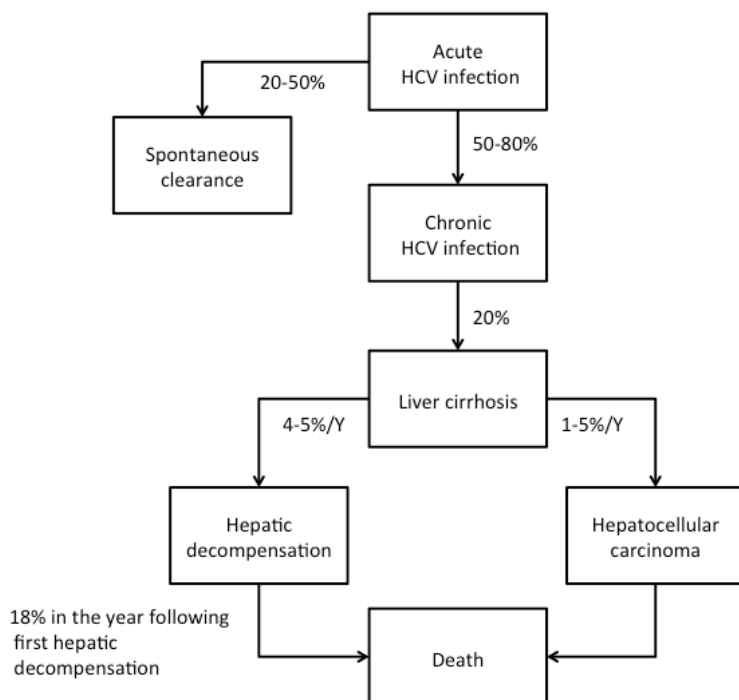 Acute
HCV infection
20-50%
Spontaneous
clearance
50-80%
Chronic
HCV infection
20%
Liver cirrhosis
4-5%/Y
1-5%/Y
Hepatic
decompensation
Hepatocellular
carcinoma
18% in the year following
first hepatic
decompensation
Death